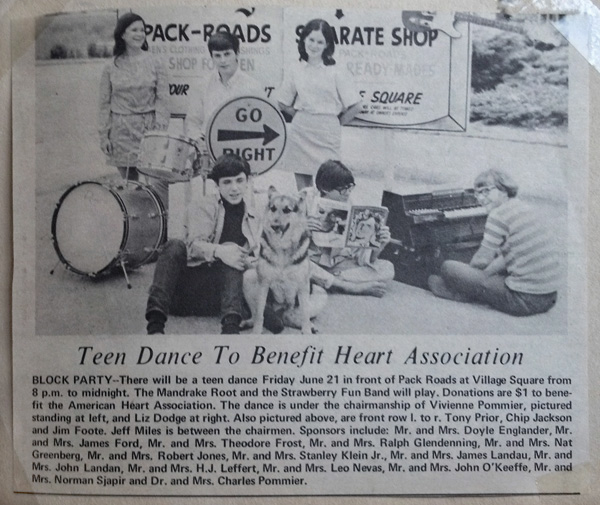 PACK-ROADS
SHOP FOR MEN
GO
RIGHT
SEPARATE SHOP
PACK-ROADS
READY MADES
SQUARE
Teen Dance To Benefit Heart Association
BLOCK PARTY--There will be a teen dance Friday June 21 in front of Pack Roads at Village Square from
8 p.m. to midnight. The Mandrake Root and the Strawberry Fun Band will play. Donations are $1 to bene-
fit the American Heart Association. The dance is under the chairmanship of Vivienne Pommier, pictured
standing at left, and Liz Dodge at right. Also pictured above, are front row l. to r. Tony Prior, Chip Jackson
and Jim Foote. Jeff Miles is between the chairmen. Sponsors include: Mr. and Mrs. Doyle Englander, Mr.
and Mrs. James Ford, Mr. and Mrs. Theodore Frost, Mr. and Mrs. Ralph Glendenning, Mr. and Mrs. Nat
Greenberg, Mr. and Mrs. Robert Jones, Mr. and Mrs. Stanley Klein Jr., Mr. and Mrs. James Landau, Mr. and
Mrs. John Landan, Mr. and Mrs. H.J. Leffert, Mr. and Mrs. Leo Nevas, Mr. and Mrs. John O'Keeffe, Mr. and
Mrs. Norman Sjapir and Dr. and Mrs. Charles Pommier.